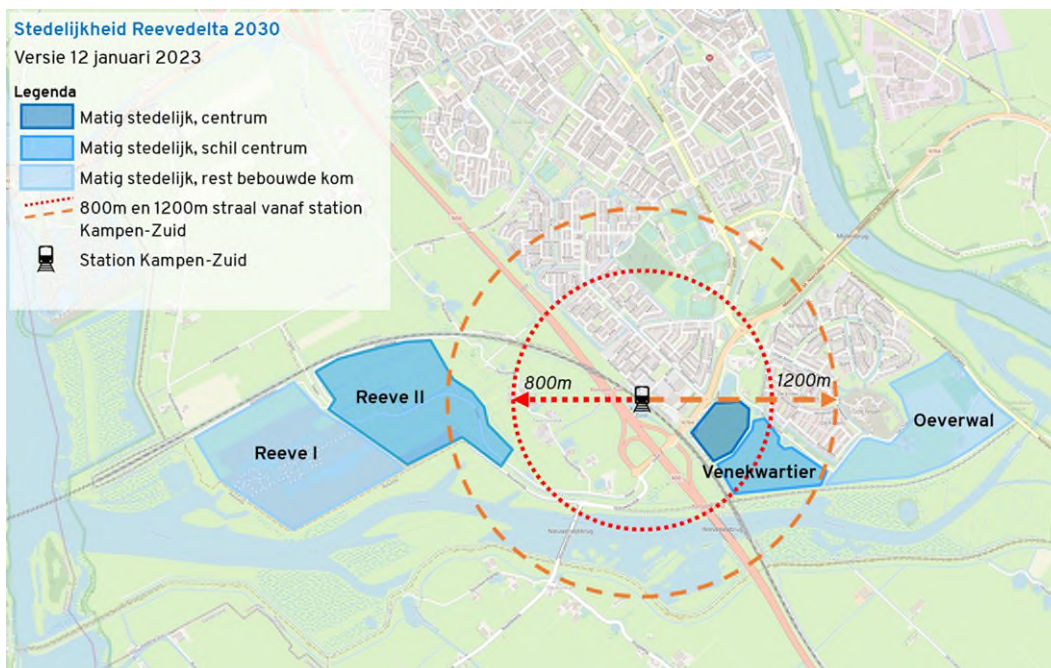 Stedelijkheid Reevedelta 2030
Versie 12 januari 2023
Legenda
Matig stedelijk, centrum
Matig stedelijk, schil centrum
Matig stedelijk, rest bebouwde kom
800m en 1200m straal vanaf station
Kampen-Zuid
Station Kampen-Zuid
800m
1200m
Reeve II
Reeve I
Venekwartier
Oeverwal